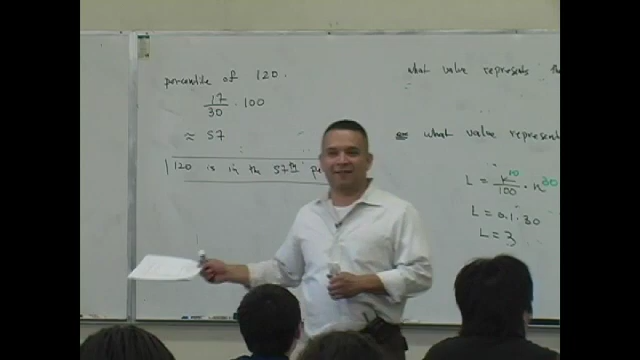 percentile of 120.
17/30 · 100
≈ 57
120 is in the 57th
what value represents
what value represent
L = k/100 · n
10
30
L = 0.1 · 30
L = 3